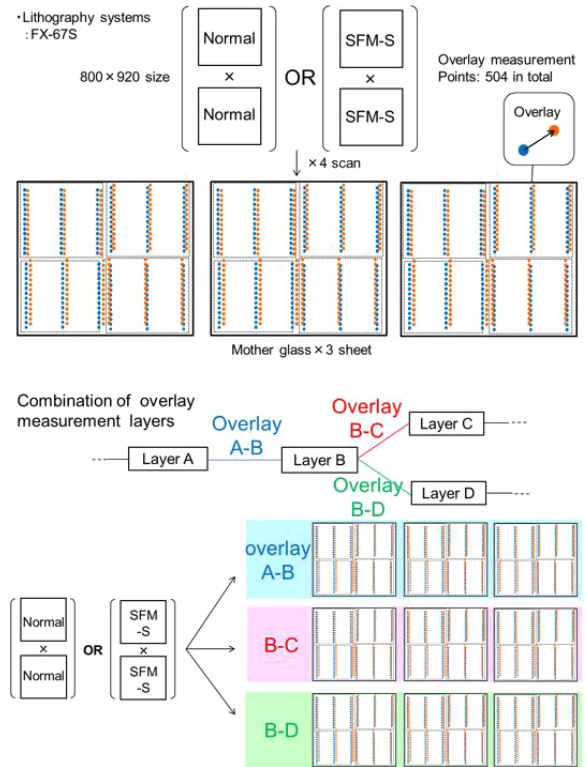 ・Lithography systems
: FX-67S
800×920 size
Normal
×
Normal
OR
SFM-S
×
SFM-S
Overlay measurement
Points: 504 in total
Overlay
×4 scan
Mother glass×3 sheet
Combination of overlay
measurement layers
Overlay
A-B
Overlay
B-C
Overlay
B-D
Layer A
Layer B
Layer C
Layer D
overlay
A-B
B-C
B-D
Normal
×
Normal
OR
SFM
-S
×
SFM
-S